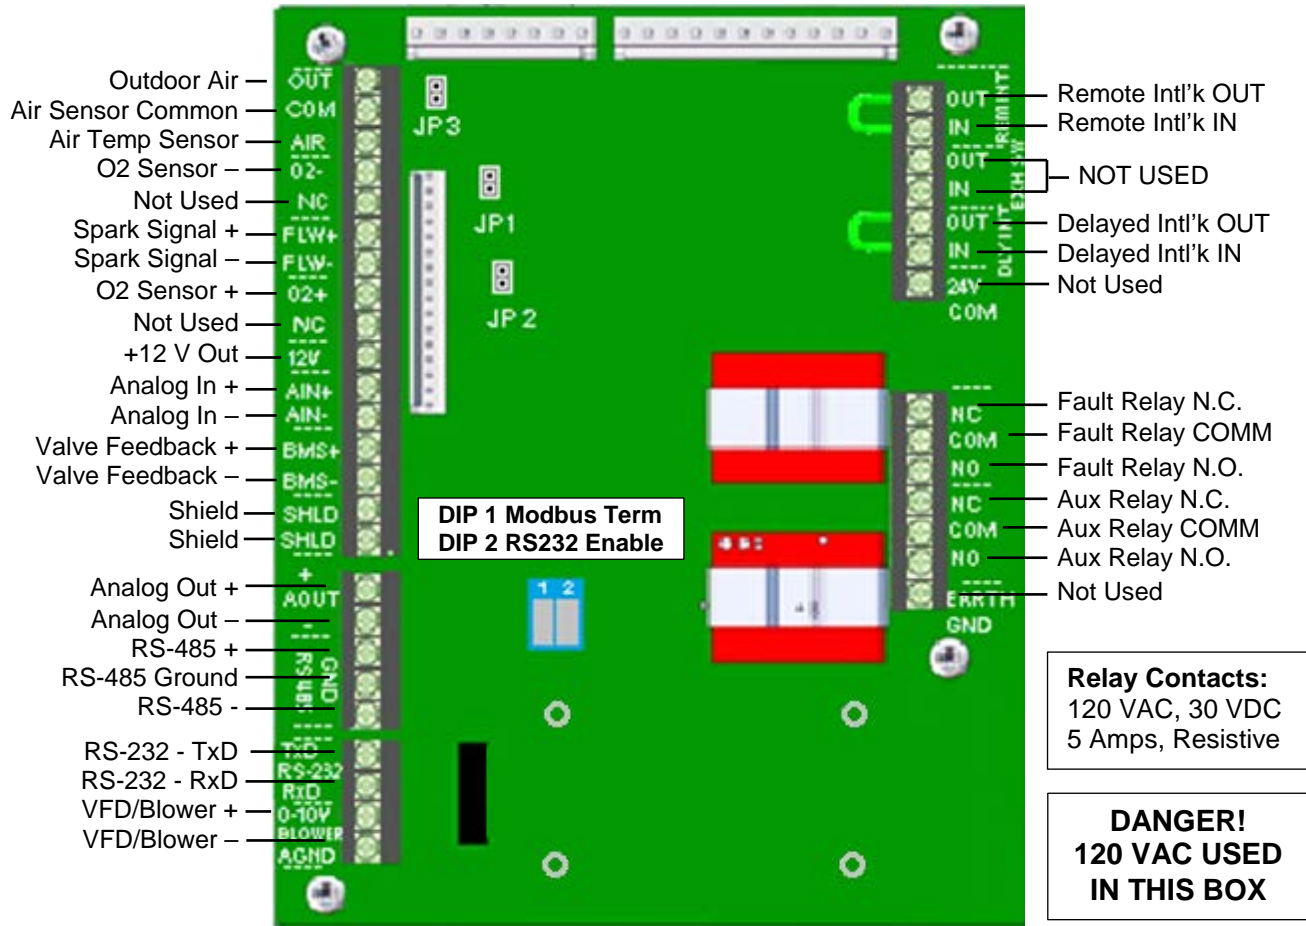 Outdoor Air
Air Sensor Common
Air Temp Sensor
O2 Sensor –
Not Used
Spark Signal +
Spark Signal –
O2 Sensor +
Not Used
+12 V Out
Analog In +
Analog In –
Valve Feedback +
Valve Feedback –
Shield
Shield
Analog Out +
Analog Out –
RS-485 +
RS-485 Ground
RS-485 -
RS-232 - TxD
RS-232 - RxD
VFD/Blower +
VFD/Blower –
OUT
COM
AIR
O2-
NC
FLW+
FLW-
O2+
NC
12V
AIN+
AIN-
BMS+
BMS-
SHLD
SHLD
+
AOUT
-
RS485
GND
TxD
RS-232
RxD
0-10V
BLOWER
AGND
JP3
JP1
JP 2
DIP 1 Modbus Term
DIP 2 RS232 Enable
1 2
OUT
IN
OUT
IN
OUT
IN
24V
COM
REMINT
EXH SW
DLYINT
NC
COM
NO
NC
COM
NO
EARTH
GND
Remote Intl’k OUT
Remote Intl’k IN
NOT USED
Delayed Intl’k OUT
Delayed Intl’k IN
Not Used
Fault Relay N.C.
Fault Relay COMM
Fault Relay N.O.
Aux Relay N.C.
Aux Relay COMM
Aux Relay N.O.
Not Used
Relay Contacts:
120 VAC, 30 VDC
5 Amps, Resistive
DANGER!
120 VAC USED
IN THIS BOX